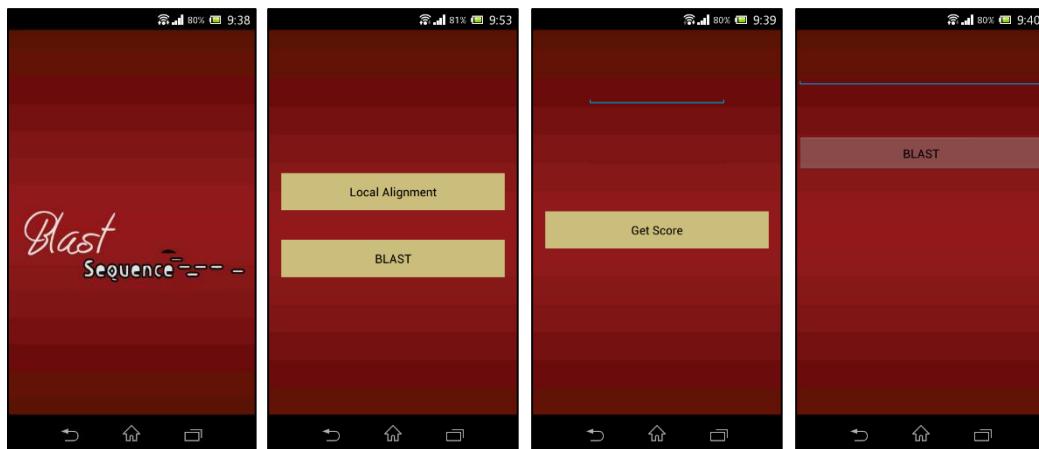 80% 9:38
Blast
Sequence
81% 9:53
Local Alignment
BLAST
80% 9:39
Get Score
80% 9:40
BLAST